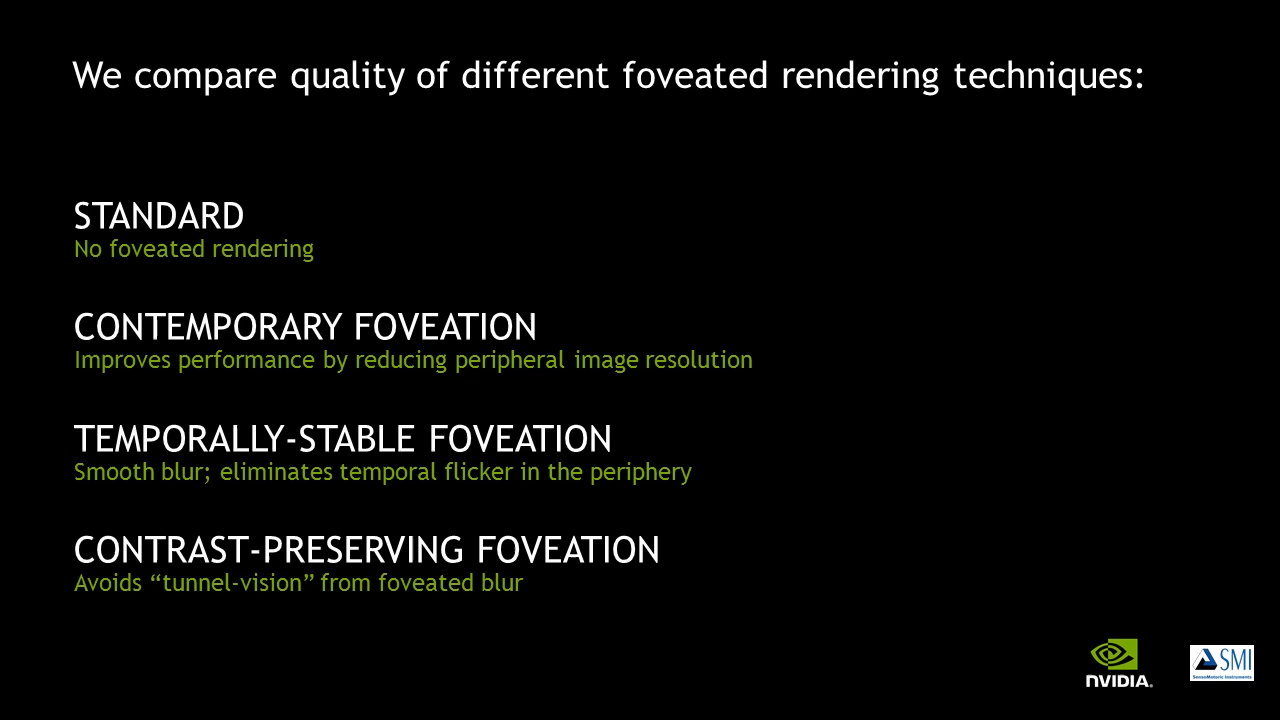 We compare quality of different foveated rendering techniques:
STANDARD
No foveated rendering
CONTEMPORARY FOVEATION
Improves performance by reducing peripheral image resolution
TEMPORALLY-STABLE FOVEATION
Smooth blur; eliminates temporal flicker in the periphery
CONTRAST-PRESERVING FOVEATION
Avoids “tunnel-vision” from foveated blur
NVIDIA.
SMI
SensoMotoric Instruments